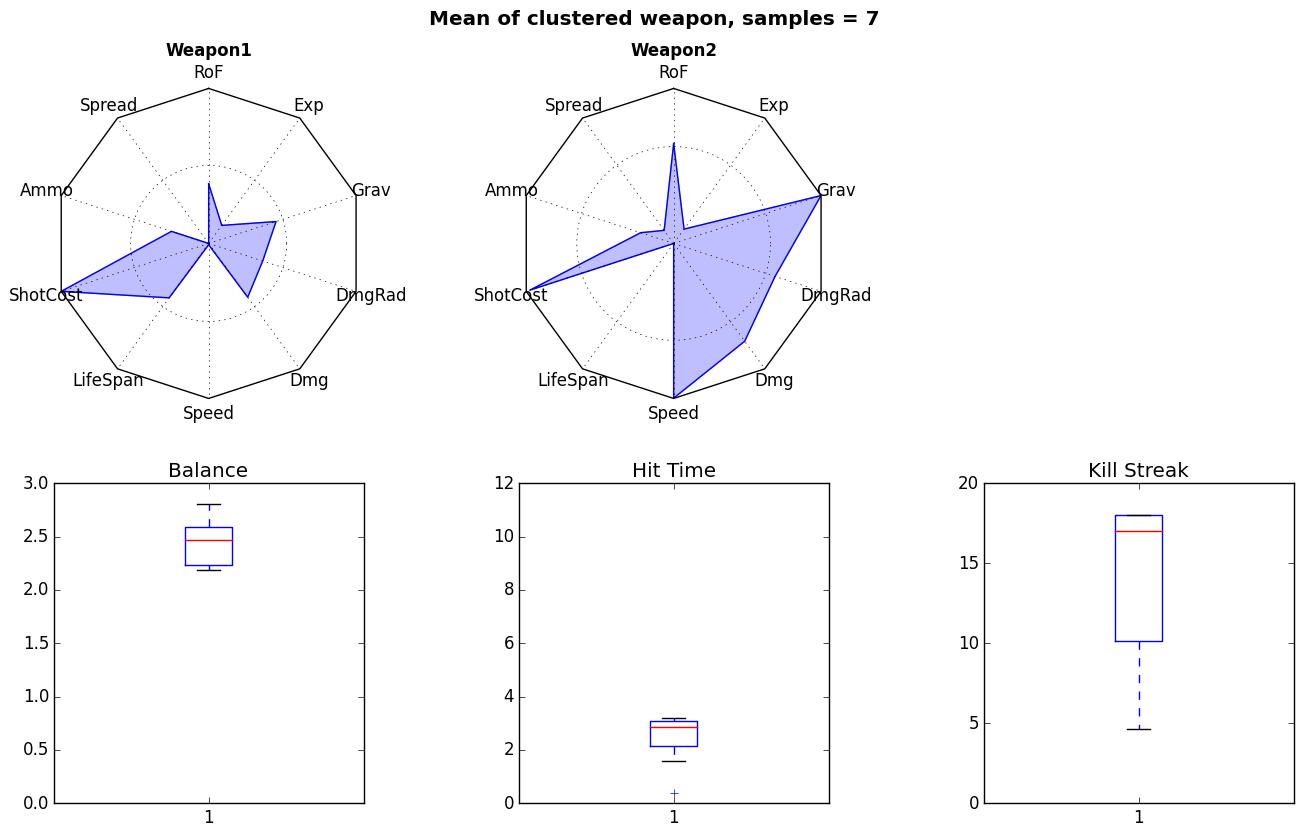 Mean of clustered weapon, samples = 7
Weapon1
RoF
Spread
Exp
Ammo
Grav
ShotCost
DmgRad
LifeSpan
Dmg
Speed
Weapon2
RoF
Spread
Exp
Ammo
Grav
ShotCost
DmgRad
LifeSpan
Dmg
Speed
Balance
3.0
2.5
2.0
1.5
1.0
0.5
0.0
1
Hit Time
12
10
8
6
4
2
0
1
Kill Streak
20
15
10
5
0
1